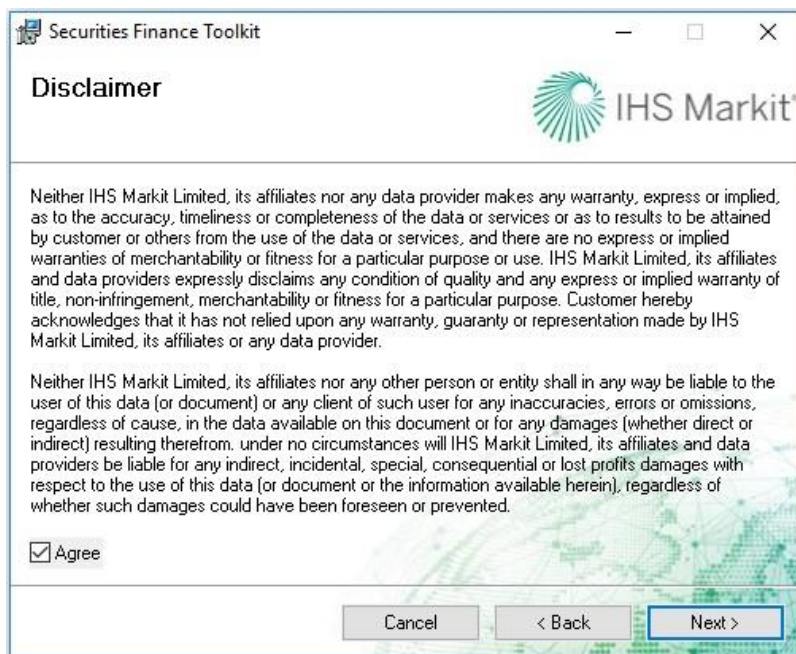 Securities Finance Toolkit
Disclaimer
IHS Markit
Neither IHS Markit Limited, its affiliates nor any data provider makes any warranty, express or implied,
as to the accuracy, timeliness or completeness of the data or services or as to results to be attained
by customer or others from the use of the data or services, and there are no express or implied
warranties of merchantability or fitness for a particular purpose or use. IHS Markit Limited, its affiliates
and data providers expressly disclaims any condition of quality and any express or implied warranty of
title, non-infringement, merchantability or fitness for a particular purpose. Customer hereby
acknowledges that it has not relied upon any warranty, guaranty or representation made by IHS
Markit Limited, its affiliates or any data provider.
Neither IHS Markit Limited, its affiliates nor any other person or entity shall in any way be liable to the
user of this data (or document) or any client of such user for any inaccuracies, errors or omissions,
regardless of cause, in the data available on this document or for any damages (whether direct or
indirect) resulting therefrom. under no circumstances will IHS Markit Limited, its affiliates and data
providers be liable for any indirect, incidental, special, consequential or lost profits damages with
respect to the use of this data (or document or the information available herein), regardless of
whether such damages could have been foreseen or prevented.
Agree
Cancel
< Back
Next >